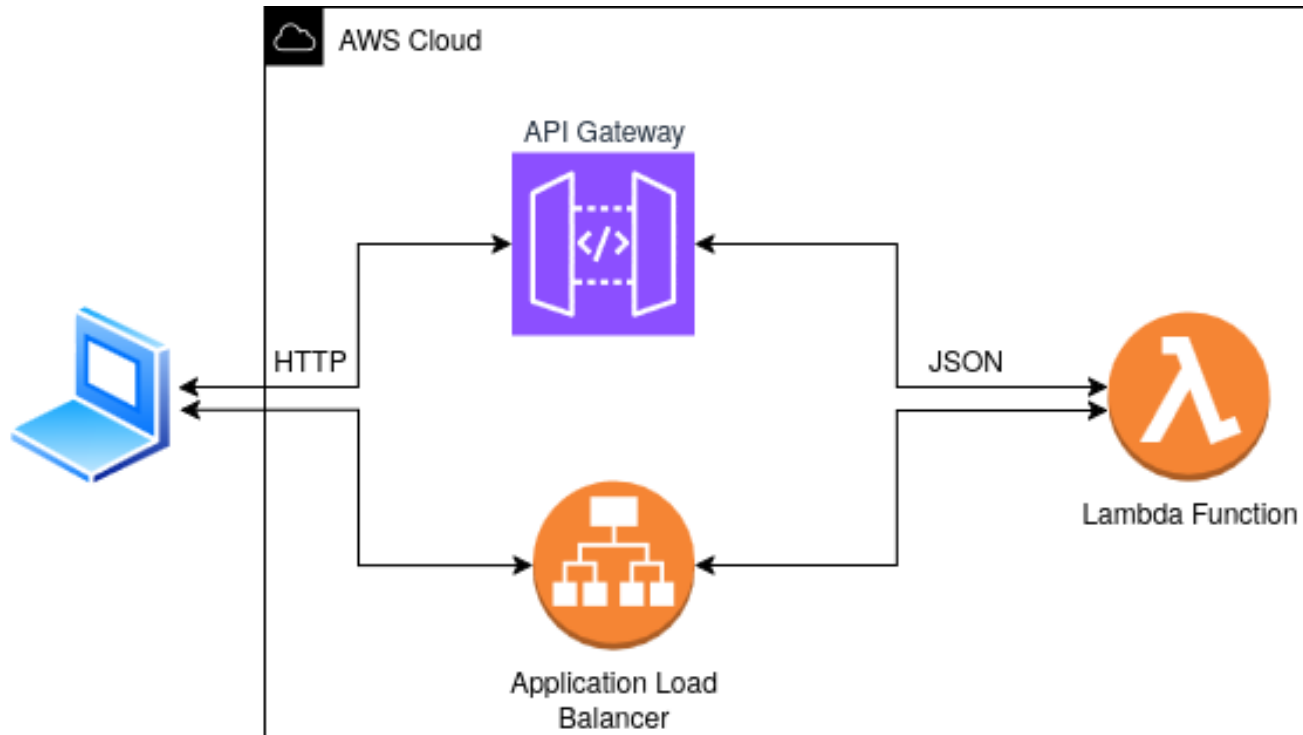 AWS Cloud
API Gateway
</>
HTTP
JSON
Lambda Function
Application Load
Balancer